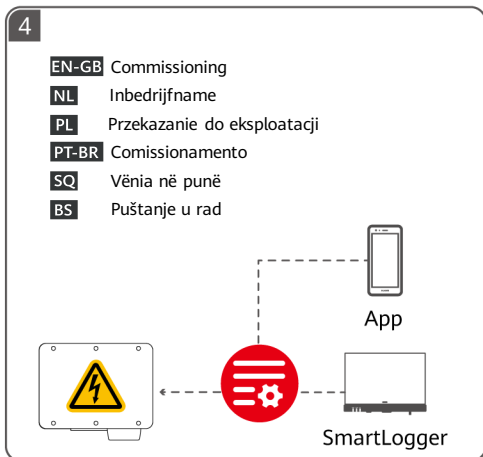 4
EN-GB Commissioning
NL Inbedrijfname
PL Przekazanie do eksploatacji
PT-BR Comissionamento
SQ Vënia në punë
BS Puštanje u rad
App
SmartLogger